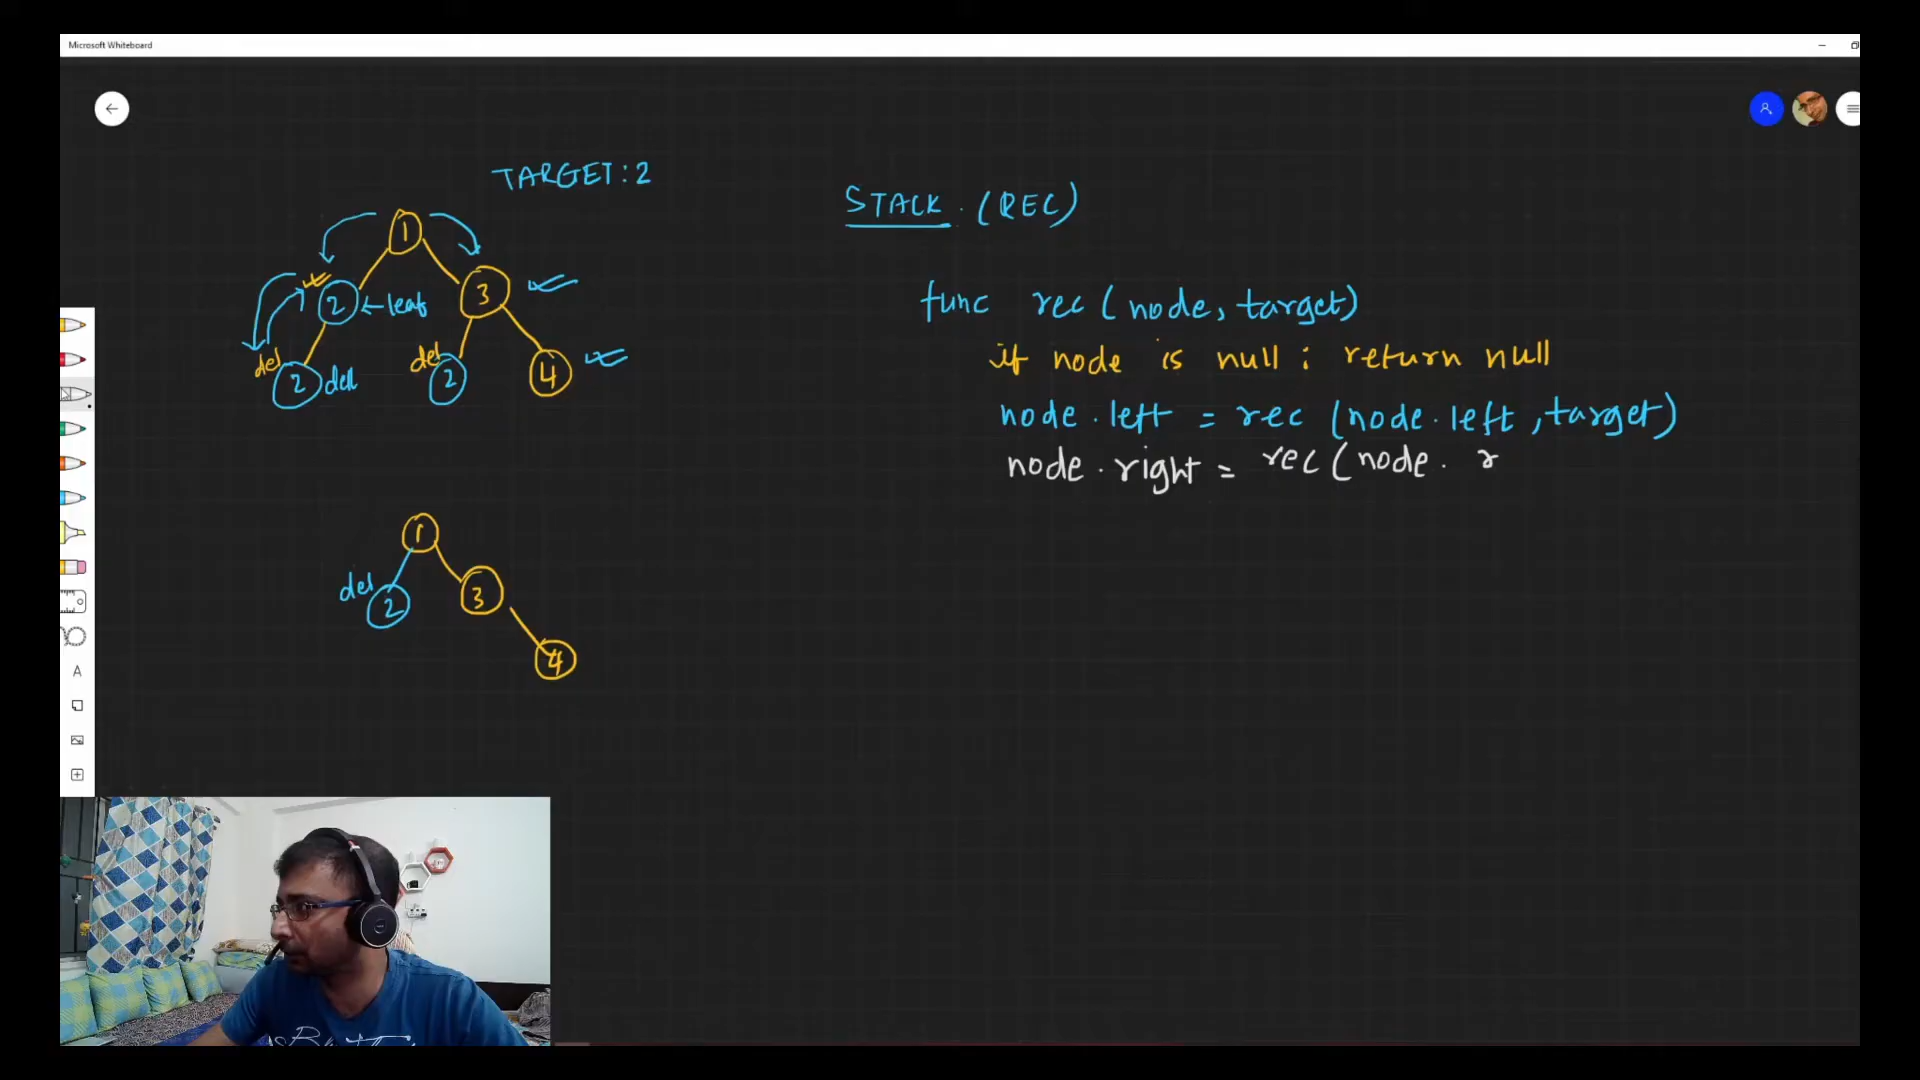 Microsoft Whiteboard
TARGET:2
1
2 ←leaf
3
del
2 del
del
2
4
1
del
2
3
4
STACK. (REC)
func rec (node, target)
if node is null : return null
node.left = rec (node.left, target)
node.right = rec (node. r
A